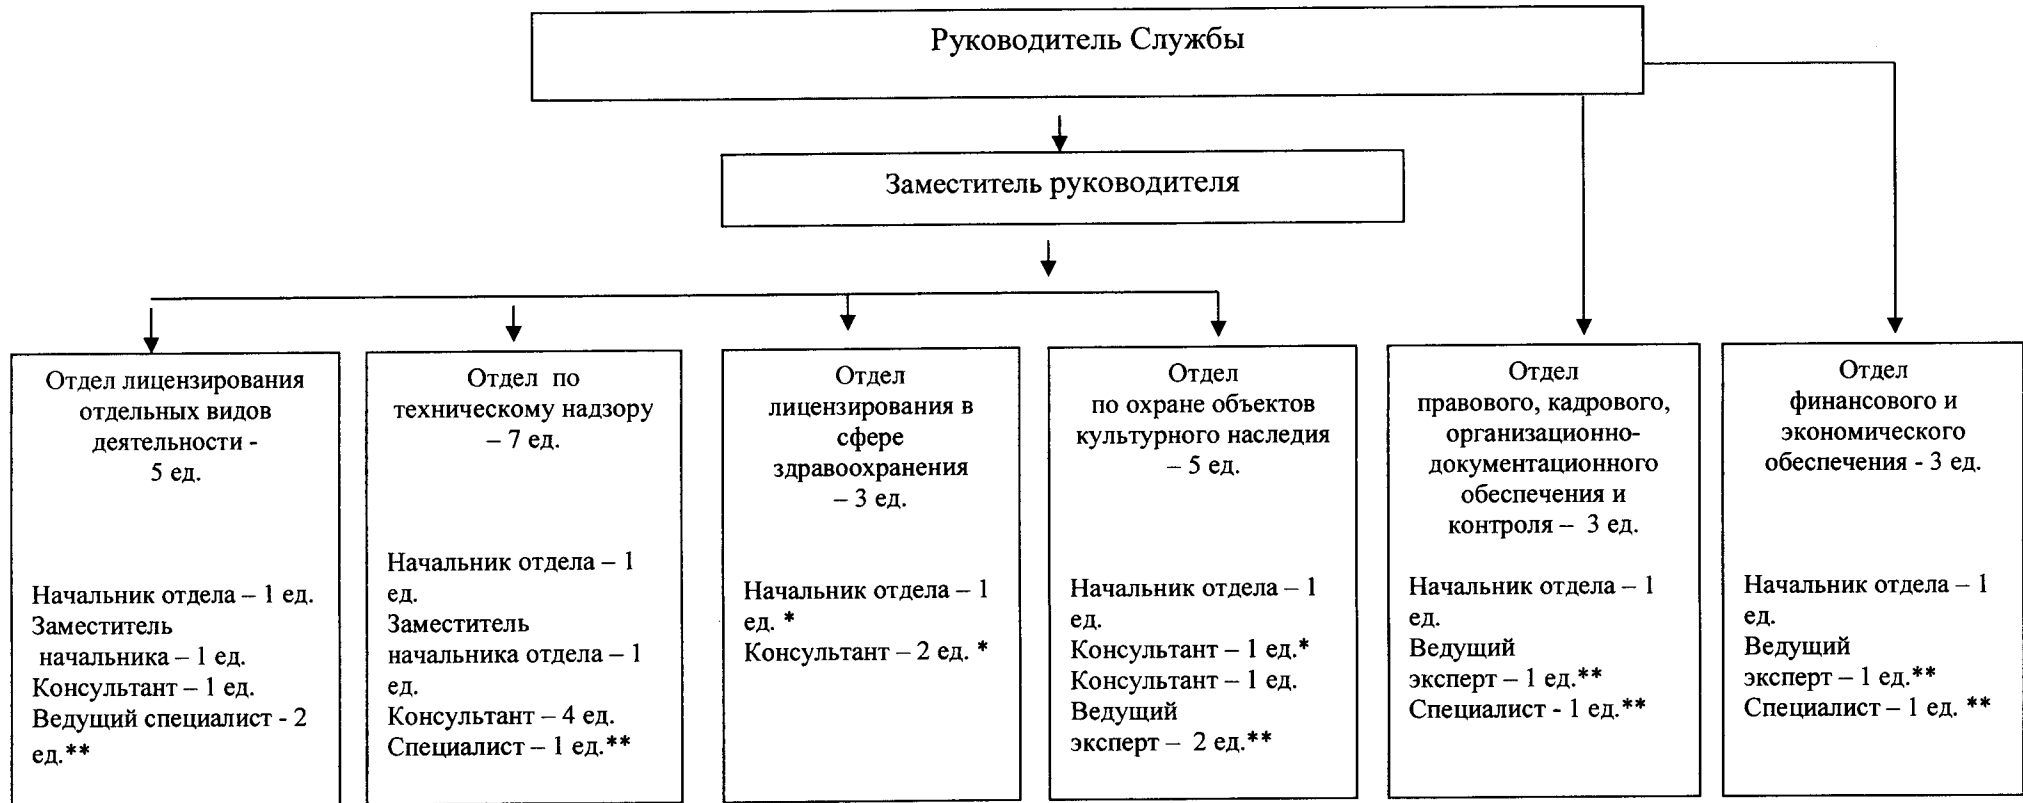 Руководитель Службы
Заместитель руководителя
Отдел лицензирования
отдельных видов
деятельности -
5 ед.
Начальник отдела – 1 ед.
Заместитель
начальника – 1 ед.
Консультант – 1 ед.
Ведущий специалист - 2
ед.**
Отдел по
техническому надзору
– 7 ед.
Начальник отдела – 1
ед.
Заместитель
начальника отдела – 1
ед.
Консультант – 4 ед.
Специалист – 1 ед.**
Отдел
лицензирования в
сфере
здравоохранения
– 3 ед.
Начальник отдела – 1
ед. *
Консультант – 2 ед. *
Отдел
по охране объектов
культурного наследия
– 5 ед.
Начальник отдела – 1
ед.
Консультант – 1 ед.*
Консультант – 1 ед.
Ведущий
эксперт – 2 ед.**
Отдел
правового, кадрового,
организационно-
документационного
обеспечения и
контроля – 3 ед.
Начальник отдела – 1
ед.
Ведущий
эксперт – 1 ед.**
Специалист - 1 ед.**
Отдел
финансового и
экономического
обеспечения - 3 ед.
Начальник отдела – 1
ед.
Ведущий
эксперт – 1 ед.**
Специалист – 1 ед. **